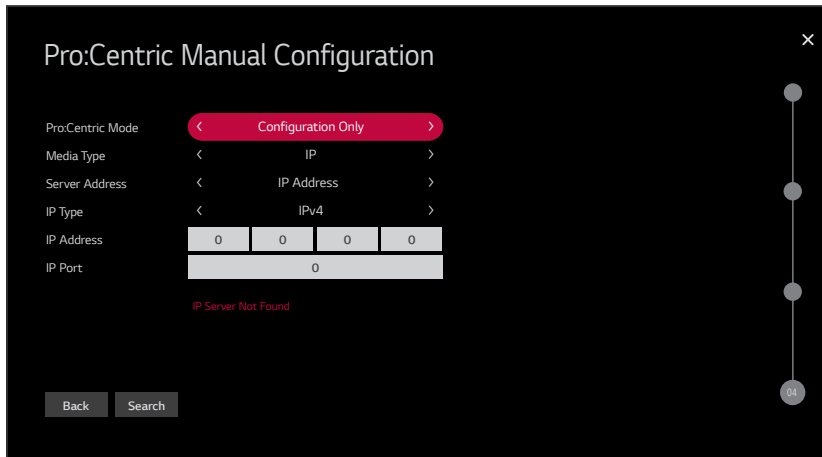 Pro:Centric Manual Configuration
Pro:Centric Mode < Configuration Only >
Media Type < IP >
Server Address < IP Address >
IP Type < IPv4 >
IP Address 0 0 0 0
IP Port 0
IP Server Not Found
Back Search
04